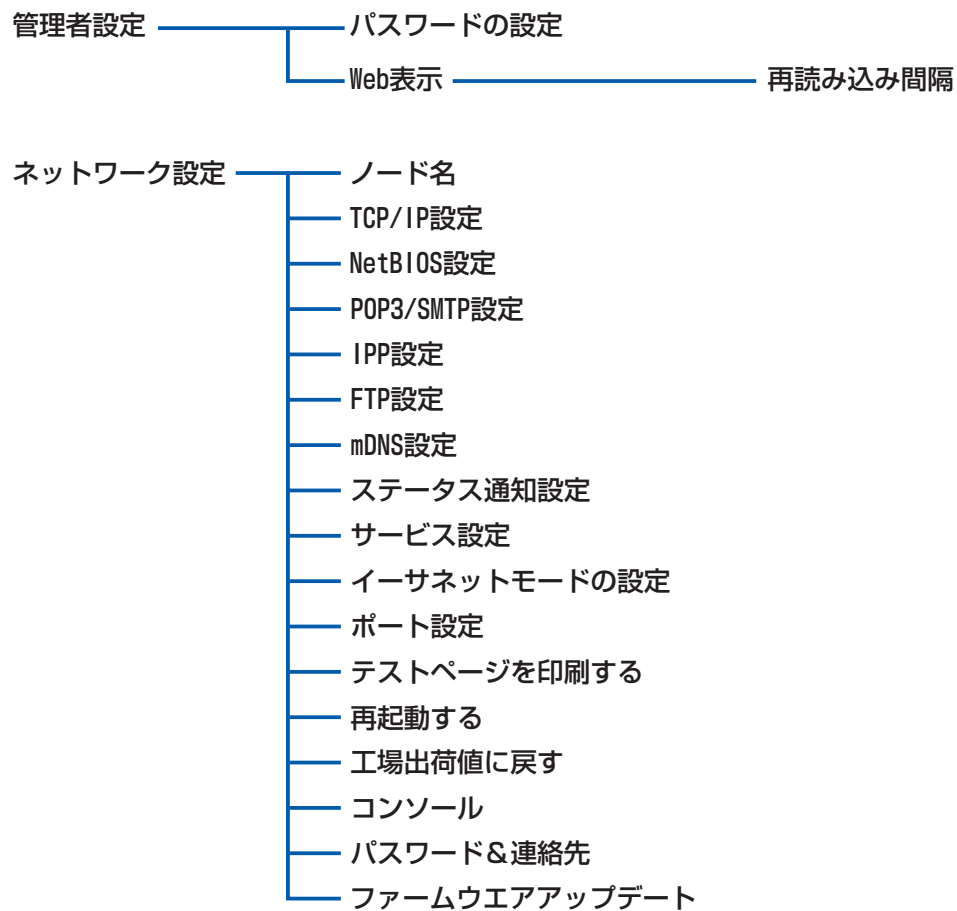 管理者設定 パスワードの設定
Web表示 再読み込み間隔
ネットワーク設定 ノード名
TCP/IP設定
NetBIOS設定
POP3/SMTP設定
IPP設定
FTP設定
mDNS設定
ステータス通知設定
サービス設定
イーサネットモードの設定
ポート設定
テストページを印刷する
再起動する
工場出荷値に戻す
コンソール
パスワード＆連絡先
ファームウエアアップデート